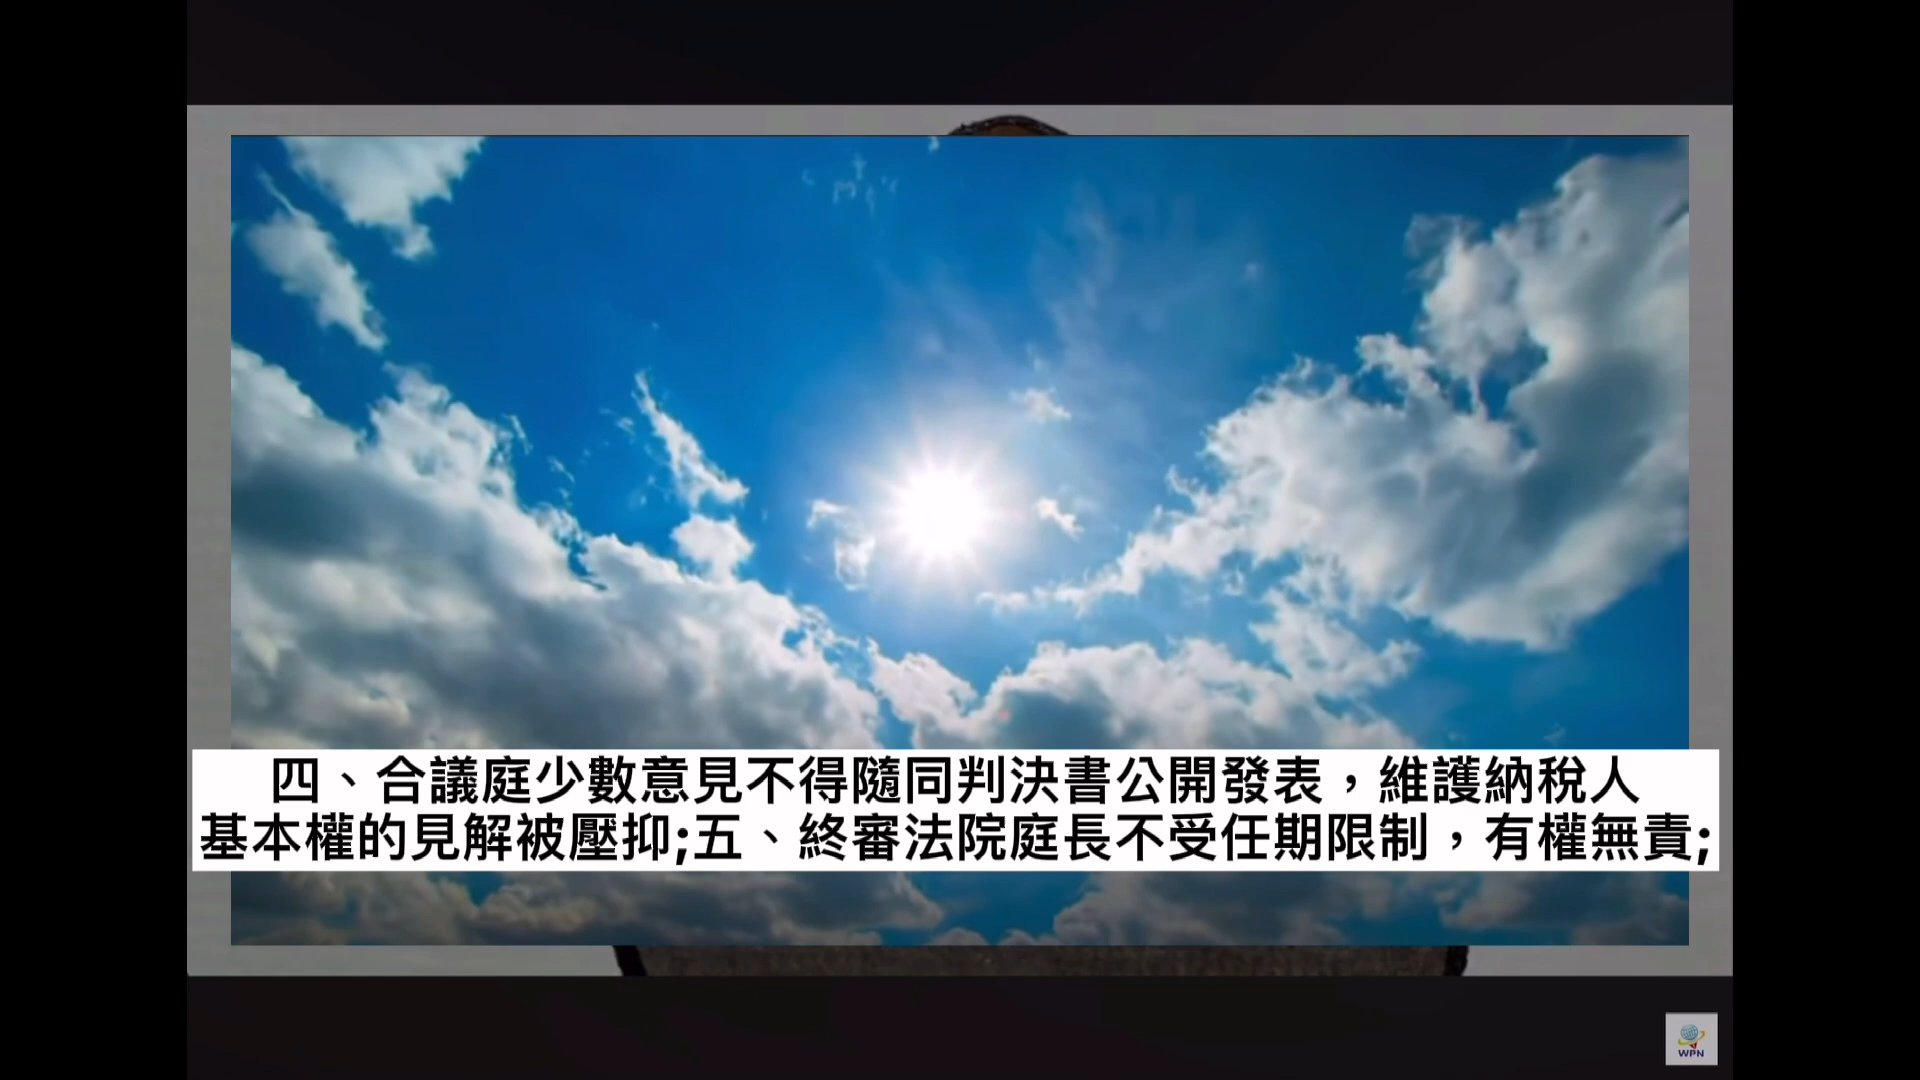 四、合議庭少數意見不得隨同判決書公開發表，維護納稅人
基本權的見解被壓抑;五、終審法院庭長不受任期限制，有權無責;
WPN